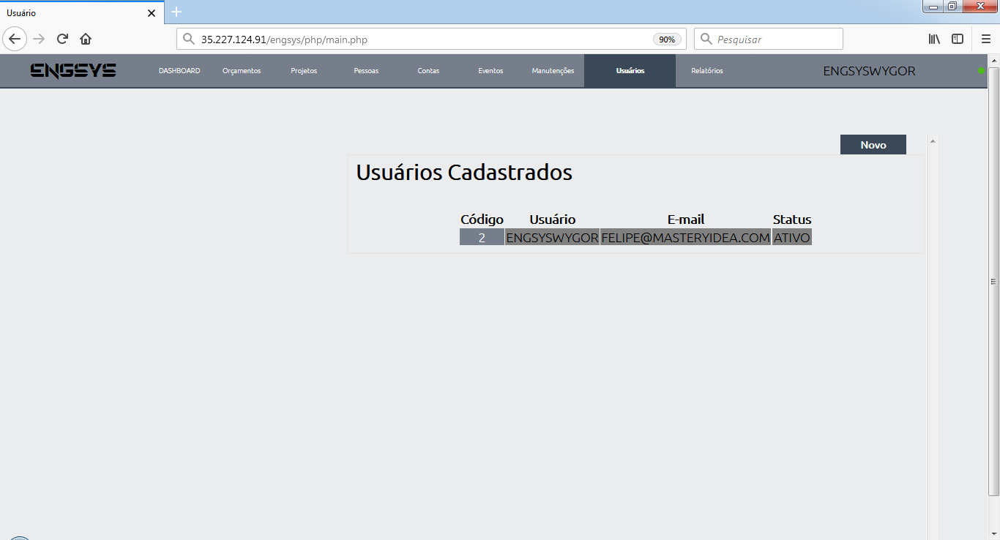 Usuário
35.227.124.91/engsys/php/main.php 90% Pesquisar
ENGSYS DASHBOARD Orçamentos Projetos Pessoas Contas Eventos Manutenções Usuários Relatórios ENGSYSWYGOR
Novo
Usuários Cadastrados
Código Usuário E-mail Status
2 ENGSYSWYGOR FELIPE@MASTERYIDEA.COM ATIVO